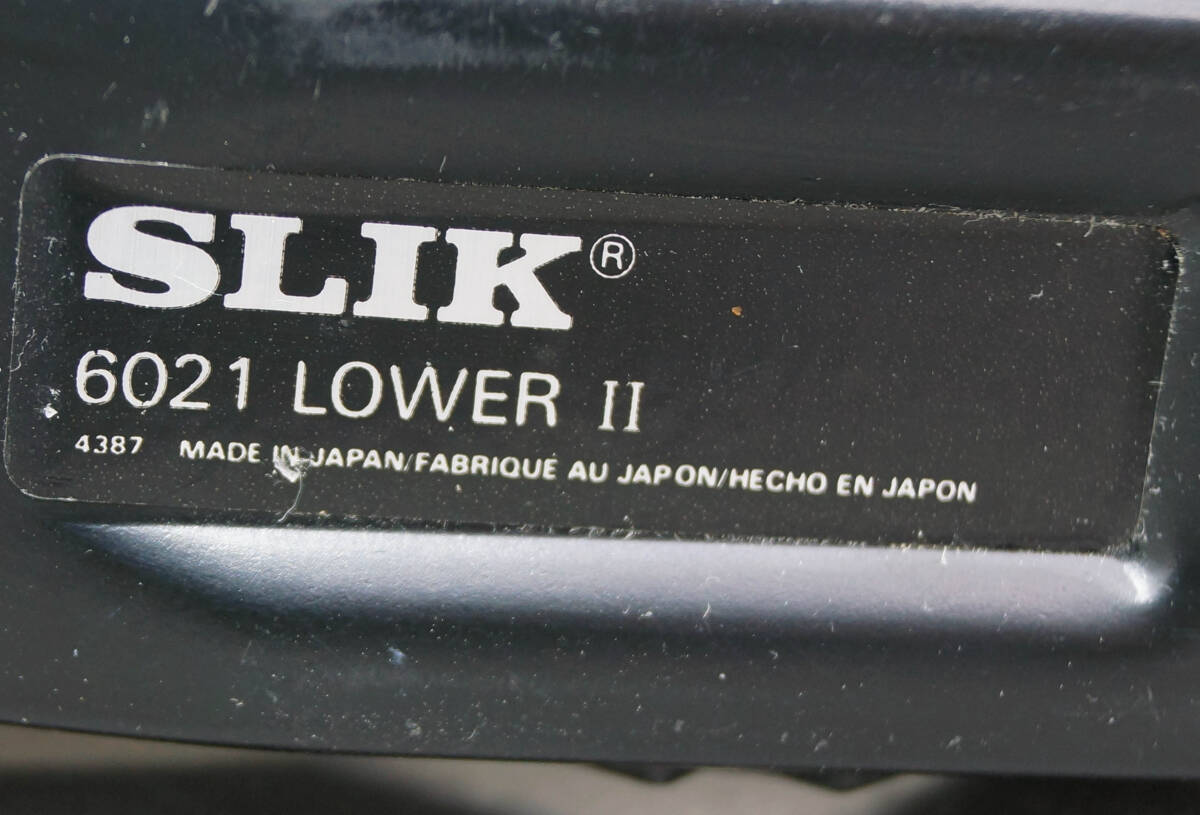 SLIK®
6021 LOWER II
4387 MADE IN JAPAN/FABRIQUE AU JAPON/HECHO EN JAPON